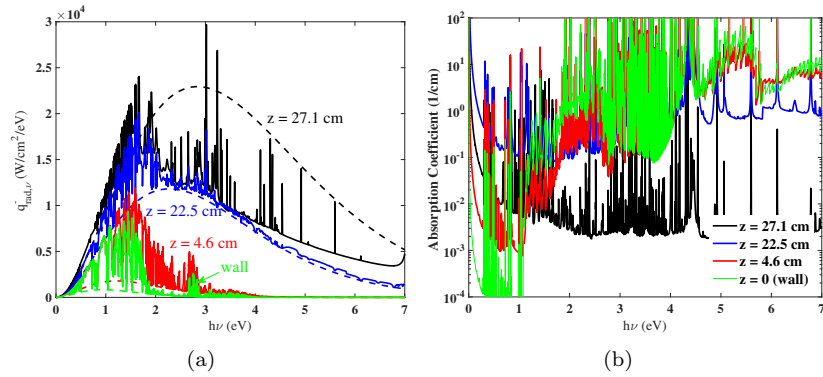 × 10⁴
3
2.5
2
1.5
1
0.5
0
q⁻rad,ν (W/cm²/eV)
z = 27.1 cm
z = 22.5 cm
z = 4.6 cm
wall
0 1 2 3 4 5 6 7
hν (eV)
(a)
10²
10¹
10⁰
10⁻¹
10⁻²
10⁻³
10⁻⁴
Absorption Coefficient (1/cm)
z = 27.1 cm
z = 22.5 cm
z = 4.6 cm
z = 0 (wall)
0 1 2 3 4 5 6 7
hν (eV)
(b)